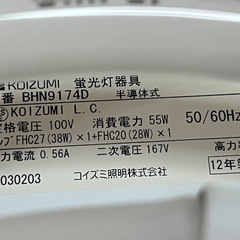 KOIZUMI 蛍光灯器具
番 BHN9174D 半導体式
KOIZUMI L.C.
定格電圧 100V 消費電力 55W 50/60Hz
ンプ FHC27(38W)×1+FHC20(28W)×1
力電流 0.56A 二次電圧 167V 高力率
030203 コイズミ照明株式会社 12年製